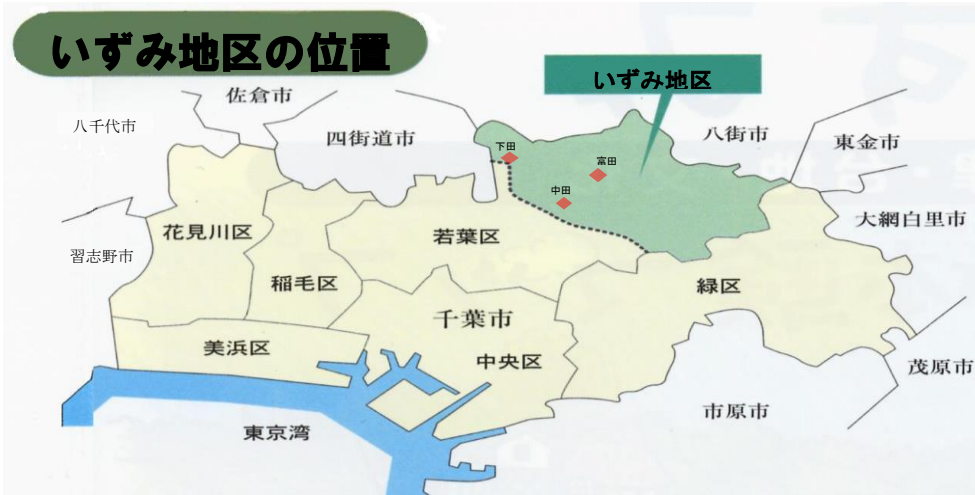 いずみ地区の位置
いずみ地区
佐倉市
八千代市
四街道市
八街市
東金市
下田
富田
中田
大網白里市
花見川区
若葉区
習志野市
稲毛区
緑区
千葉市
美浜区
中央区
茂原市
市原市
東京湾